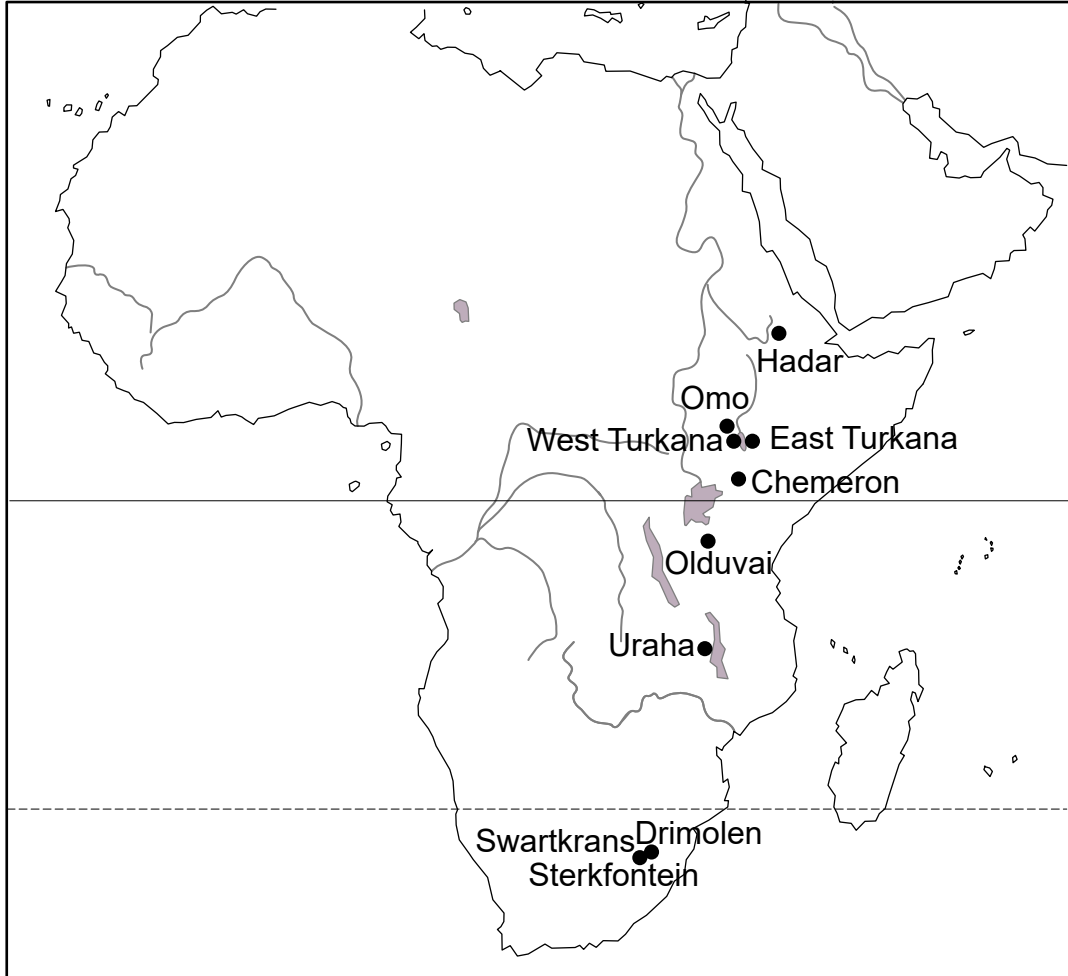 Hadar
Omo
West Turkana
East Turkana
Chemeron
Olduvai
Uraha
Drimolen
Swartkrans
Sterkfontein